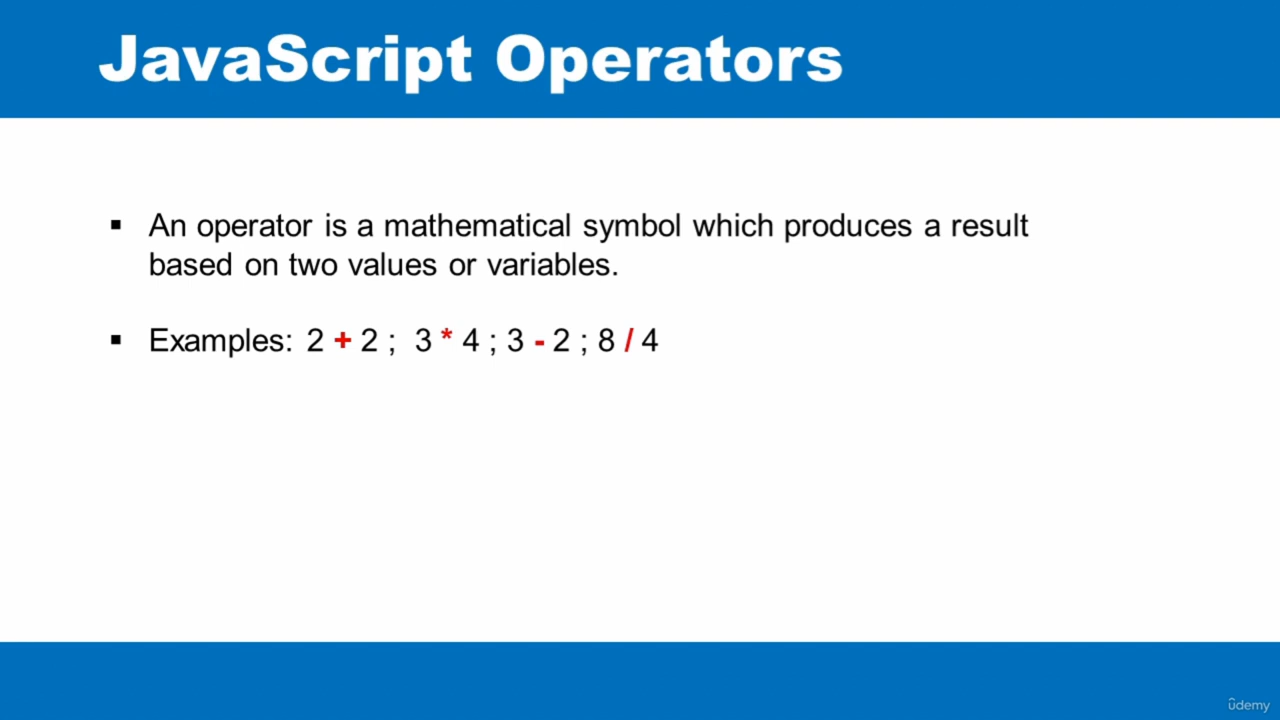 JavaScript Operators
▪ An operator is a mathematical symbol which produces a result
based on two values or variables.
▪ Examples: 2 + 2 ; 3 * 4 ; 3 - 2 ; 8 / 4
ûdemy